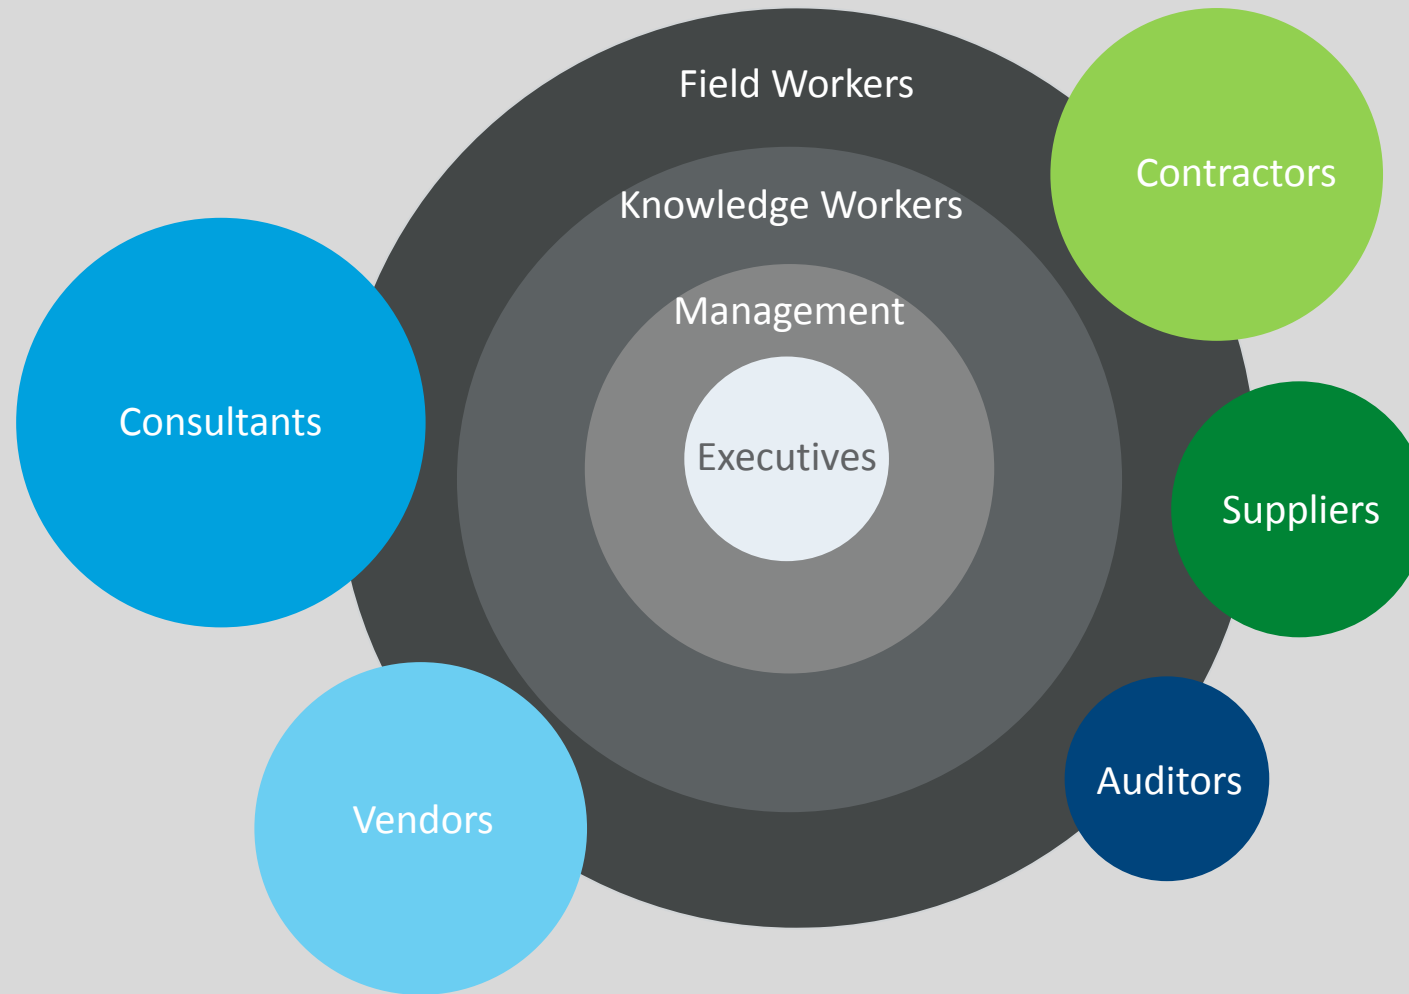 Field Workers
Contractors
Knowledge Workers
Management
Consultants
Executives
Suppliers
Auditors
Vendors